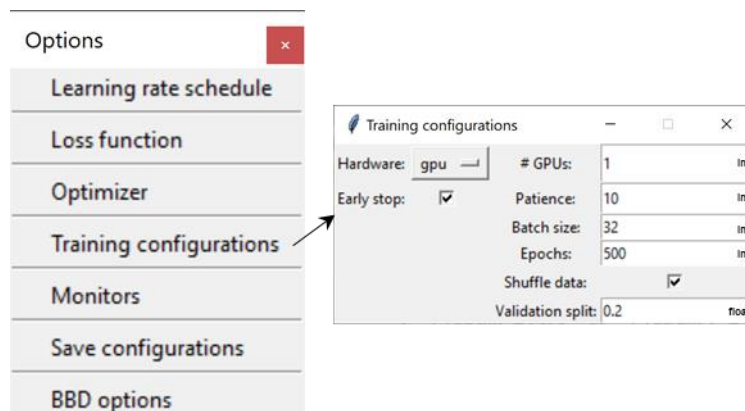 Options
Learning rate schedule
Loss function
Optimizer
Training configurations
Monitors
Save configurations
BBD options
Training configurations
Hardware: gpu # GPUs: 1
Early stop: Patience: 10
Batch size: 32
Epochs: 500
Shuffle data:
Validation split: 0.2